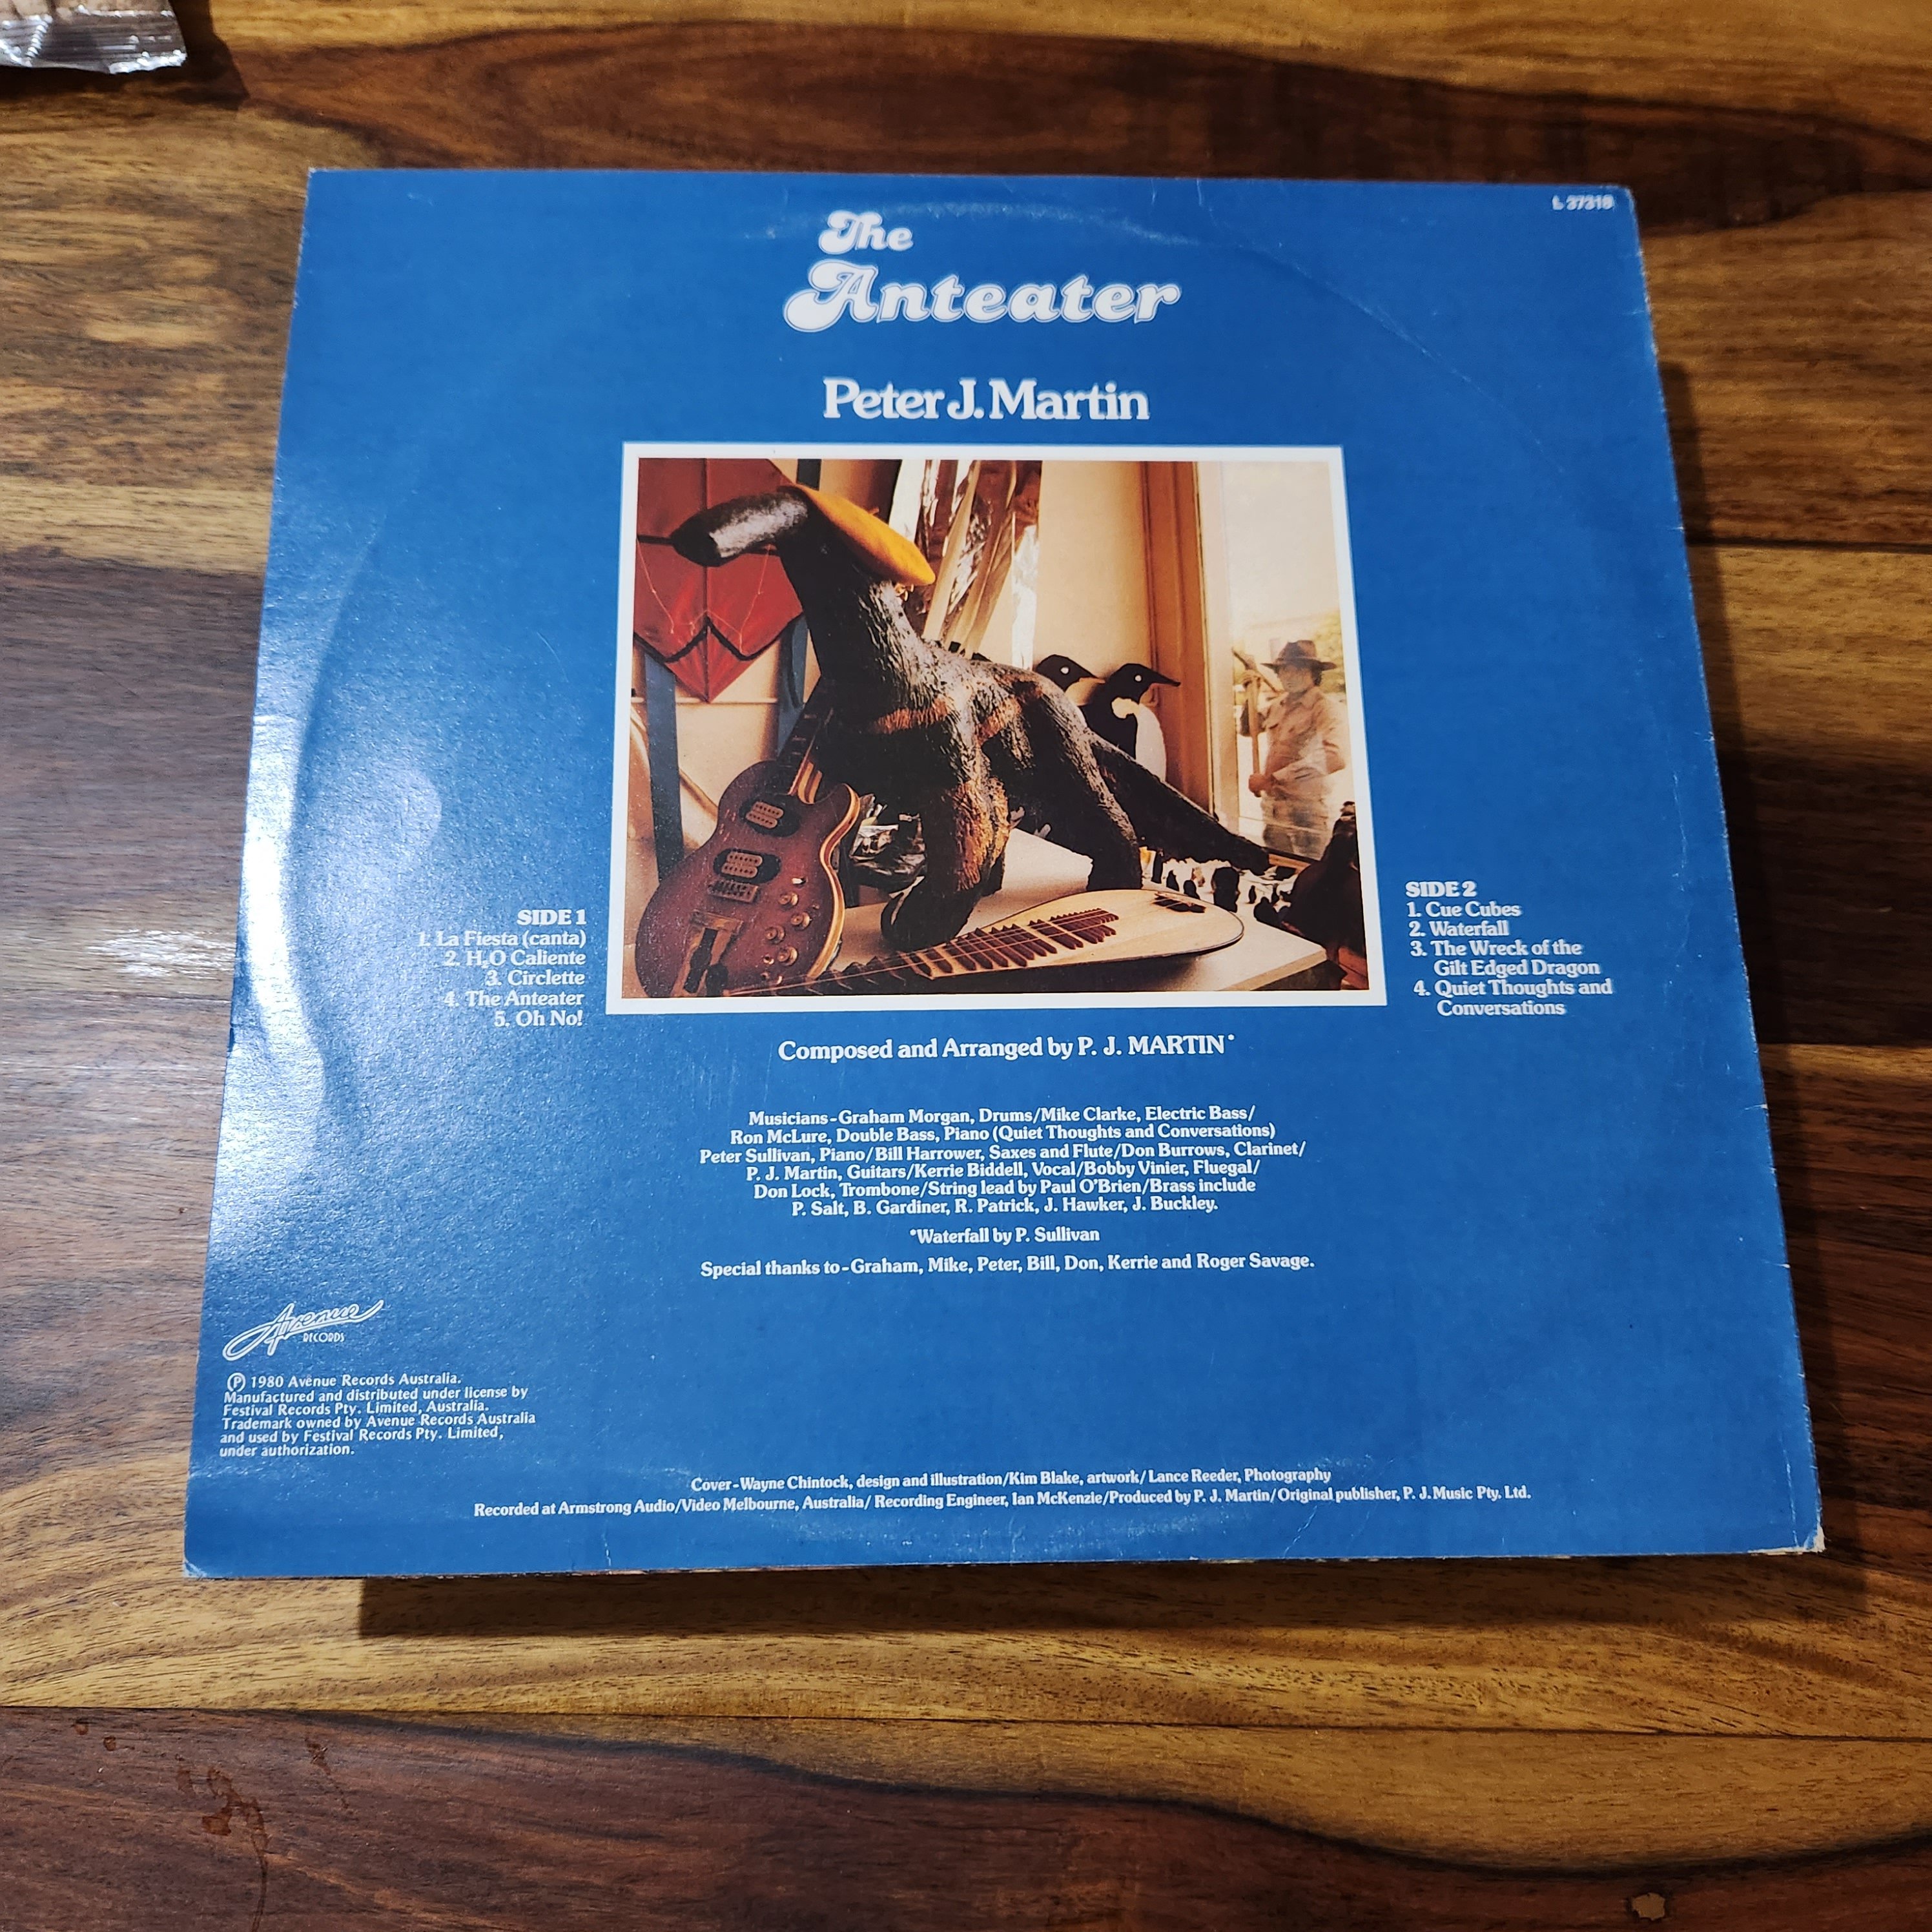 L 37318
The
Anteater
Peter J. Martin
SIDE 1
1. La Fiesta (canta)
2. H₂O Caliente
3. Circlette
4. The Anteater
5. Oh No!
SIDE 2
1. Cue Cubes
2. Waterfall
3. The Wreck of the
Gilt Edged Dragon
4. Quiet Thoughts and
Conversations
Composed and Arranged by P. J. MARTIN*
Musicians-Graham Morgan, Drums/Mike Clarke, Electric Bass/
Ron McLure, Double Bass, Piano (Quiet Thoughts and Conversations)
Peter Sullivan, Piano/Bill Harrower, Saxes and Flute/Don Burrows, Clarinet/
P. J. Martin, Guitars/Kerrie Biddell, Vocal/Bobby Vinier, Fluegal/
Don Lock, Trombone/String lead by Paul O'Brien/Brass include
P. Salt, B. Gardiner, R. Patrick, J. Hawker, J. Buckley.
*Waterfall by P. Sullivan
Special thanks to-Graham, Mike, Peter, Bill, Don, Kerrie and Roger Savage.
Avenue
RECORDS
Ⓟ 1980 Avenue Records Australia.
Manufactured and distributed under license by
Festival Records Pty. Limited, Australia.
Trademark owned by Avenue Records Australia
and used by Festival Records Pty. Limited,
under authorization.
Cover-Wayne Chintock, design and illustration/Kim Blake, artwork/Lance Reeder, Photography
Recorded at Armstrong Audio/Video Melbourne, Australia/Recording Engineer, Ian McKenzie/Produced by P. J. Martin/Original publisher, P. J. Music Pty. Ltd.